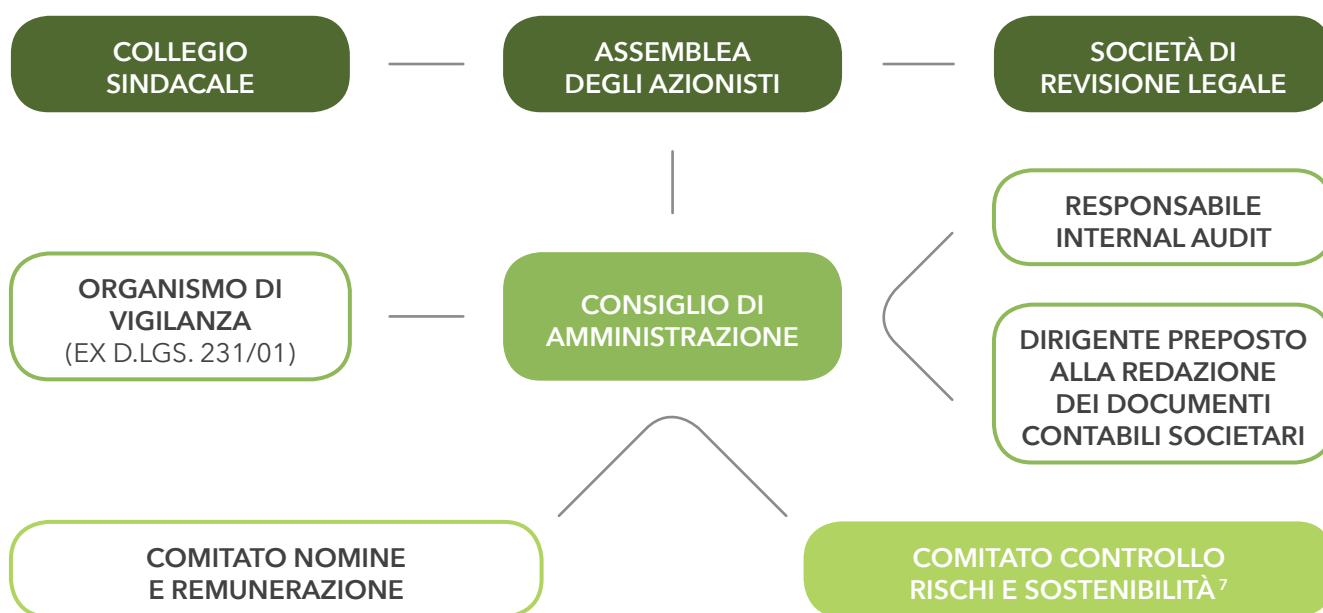 COLLEGIO
SINDACALE
ASSEMBLEA
DEGLI AZIONISTI
SOCIETÀ DI
REVISIONE LEGALE
RESPONSABILE
INTERNAL AUDIT
ORGANISMO DI
VIGILANZA
(EX D.LGS. 231/01)
CONSIGLIO DI
AMMINISTRAZIONE
DIRIGENTE PREPOSTO
ALLA REDAZIONE
DEI DOCUMENTI
CONTABILI SOCIETARI
COMITATO NOMINE
E REMUNERAZIONE
COMITATO CONTROLLO
RISCHI E SOSTENIBILITÀ 7